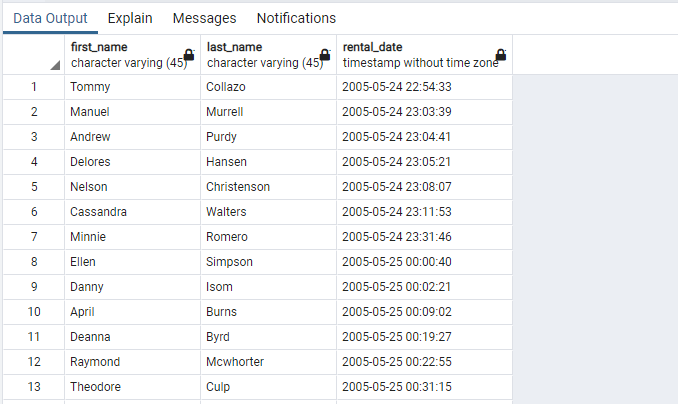 Data Output Explain Messages Notifications
first_name last_name rental_date
character varying (45) character varying (45) timestamp without time zone
1 Tommy Collazo 2005-05-24 22:54:33
2 Manuel Murrell 2005-05-24 23:03:39
3 Andrew Purdy 2005-05-24 23:04:41
4 Delores Hansen 2005-05-24 23:05:21
5 Nelson Christenson 2005-05-24 23:08:07
6 Cassandra Walters 2005-05-24 23:11:53
7 Minnie Romero 2005-05-24 23:31:46
8 Ellen Simpson 2005-05-25 00:00:40
9 Danny Isom 2005-05-25 00:02:21
10 April Burns 2005-05-25 00:09:02
11 Deanna Byrd 2005-05-25 00:19:27
12 Raymond Mcwhorter 2005-05-25 00:22:55
13 Theodore Culp 2005-05-25 00:31:15